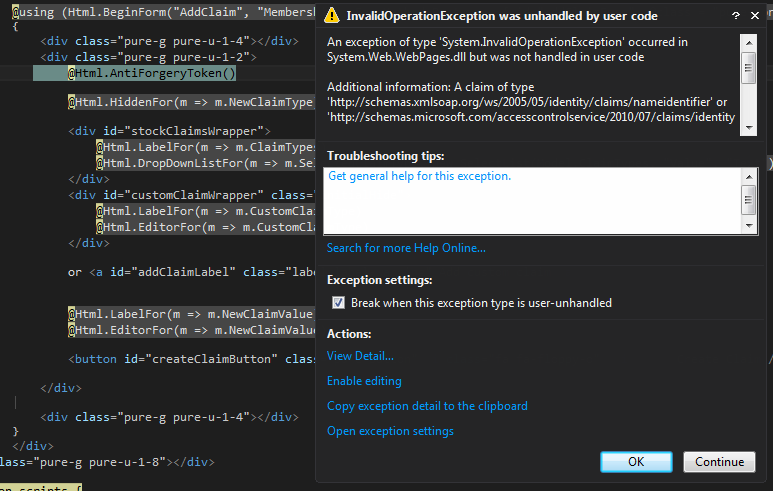 @using (Html.BeginForm("AddClaim", "Membersh
{
<div class="pure-g pure-u-1-4"></div>
<div class="pure-g pure-u-1-2">
@Html.AntiForgeryToken()
@Html.HiddenFor(m => m.NewClaimType
<div id="stockClaimsWrapper">
@Html.LabelFor(m => m.ClaimTypes
@Html.DropDownListFor(m => m.Sel
</div>
<div id="customClaimWrapper" class="
@Html.LabelFor(m => m.CustomClai
@Html.EditorFor(m => m.CustomCl
</div>
or <a id="addClaimLabel" class="labe
@Html.LabelFor(m => m.NewClaimValue
@Html.EditorFor(m => m.NewClaimValue
<button id="createClaimButton" class
</div>
<div class="pure-g pure-u-1-4"></div>
}
</div>
lass="pure-g pure-u-1-8"></div>
on scripts {
InvalidOperationException was unhandled by user code
? ×
An exception of type 'System.InvalidOperationException' occurred in
System.Web.WebPages.dll but was not handled in user code
Additional information: A claim of type
'http://schemas.xmlsoap.org/ws/2005/05/identity/claims/nameidentifier' or
'http://schemas.microsoft.com/accesscontrolservice/2010/07/claims/identity
Troubleshooting tips:
Get general help for this exception.
Search for more Help Online...
Exception settings:
Break when this exception type is user-unhandled
Actions:
View Detail...
Enable editing
Copy exception detail to the clipboard
Open exception settings
OK
Continue